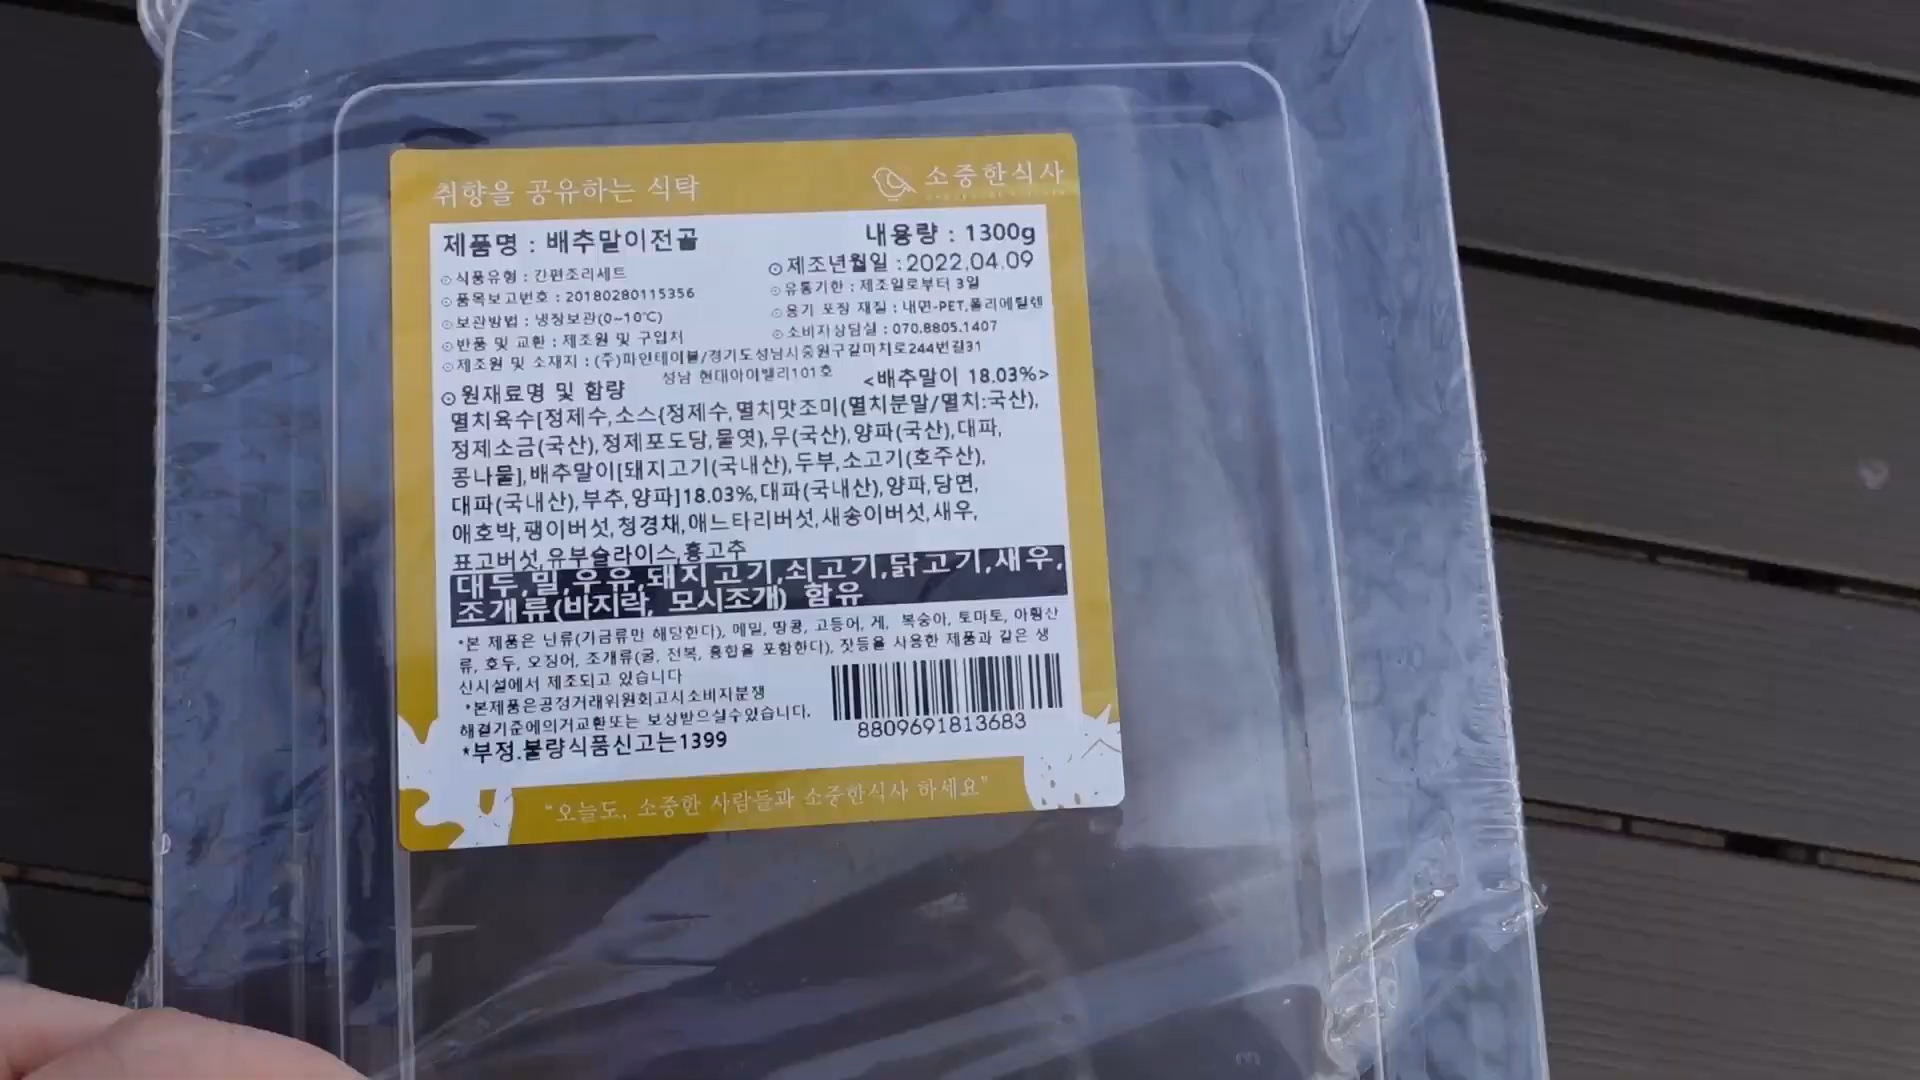 취향을 공유하는 식탁
소중한식사
제품명 : 배추말이전골
내용량 : 1300g
⊙식품유형 : 간편조리세트
⊙제조년월일 : 2022.04.09
⊙품목보고번호 : 20180280115356
⊙유통기한 : 제조일로부터 3일
⊙보관방법 : 냉장보관(0~10℃)
⊙용기 포장 재질 : 내면-PET,폴리에틸렌
⊙반품 및 교환 : 제조원 및 구입처
⊙소비자상담실 : 070.8805.1407
⊙제조원 및 소재지 : (주)파인테이블/경기도성남시중원구갈마치로244번길31
성남 현대아이밸리101호
⊙원재료명 및 함량
<배추말이 18.03%>
멸치육수[정제수,소스{정제수,멸치맛조미(멸치분말/멸치:국산),
정제소금(국산),정제포도당,물엿),무(국산),양파(국산),대파,
콩나물],배추말이[돼지고기(국내산),두부,소고기(호주산),
대파(국내산),부추,양파]18.03%,대파(국내산),양파,당면,
애호박,팽이버섯,청경채,애느타리버섯,새송이버섯,새우,
표고버섯,유부슬라이스,홍고추
대두,밀,우유,돼지고기,쇠고기,닭고기,새우,
조개류(바지락, 모시조개) 함유
*본 제품은 난류(가금류만 해당한다), 메밀, 땅콩, 고등어, 게, 복숭아, 토마토, 아황산
류, 호두, 오징어, 조개류(굴, 전복, 홍합을 포함한다), 잣등을 사용한 제품과 같은 생
산시설에서 제조되고 있습니다
*본제품은공정거래위원회고시소비자분쟁
해결기준에의거교환또는 보상받으실수있습니다.
*부정.불량식품신고는1399
8809691813683
"오늘도, 소중한 사람들과 소중한식사 하세요"